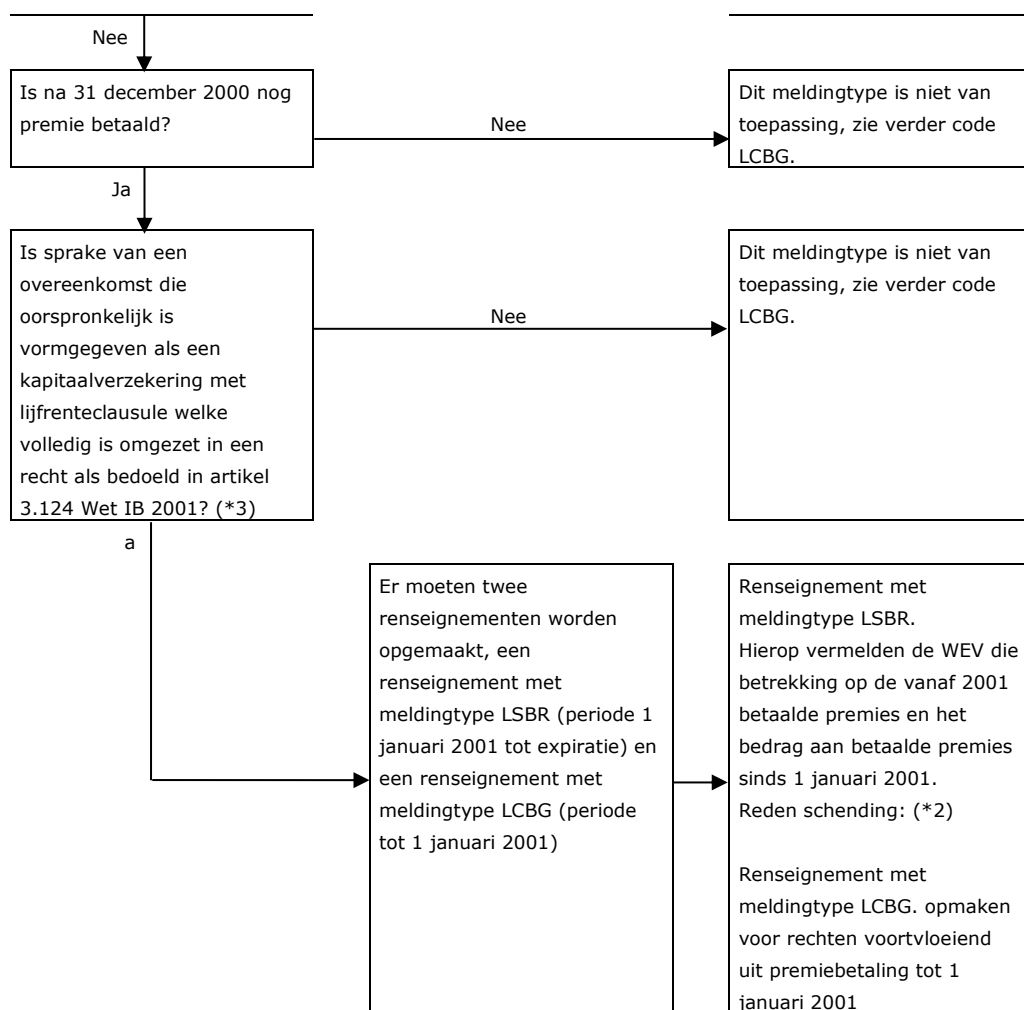 Nee
Is na 31 december 2000 nog
premie betaald?
Nee
Dit meldingtype is niet van
toepassing, zie verder code
LCBG.
Ja
Is sprake van een
overeenkomst die
oorspronkelijk is
vormgegeven als een
kapitaalverzekering met
lijfrenteclausule welke
volledig is omgezet in een
recht als bedoeld in artikel
3.124 Wet IB 2001? (*3)
Nee
Dit meldingtype is niet van
toepassing, zie verder code
LCBG.
a
Er moeten twee
renseignementen worden
opgemaakt, een
renseignement met
meldingtype LSBR (periode 1
januari 2001 tot expiratie) en
een renseignement met
meldingtype LCBG (periode
tot 1 januari 2001)
Renseignement met
meldingtype LSBR.
Hierop vermelden de WEV die
betrekking op de vanaf 2001
betaalde premies en het
bedrag aan betaalde premies
sinds 1 januari 2001.
Reden schending: (*2)
Renseignement met
meldingtype LCBG. opmaken
voor rechten voortvloeiend
uit premiebetaling tot 1
januari 2001